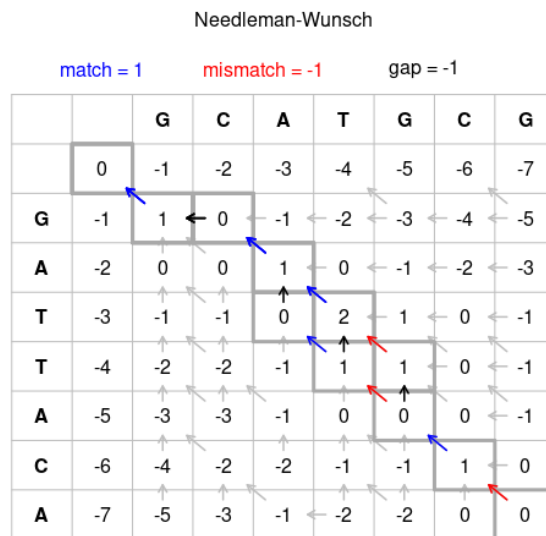 Needleman-Wunsch
match = 1 mismatch = -1 gap = -1
G C A T G C G
0 -1 -2 -3 -4 -5 -6 -7
G -1 1 0 -1 -2 -3 -4 -5
A -2 0 0 1 0 -1 -2 -3
T -3 -1 -1 0 2 1 0 -1
T -4 -2 -2 -1 1 1 0 -1
A -5 -3 -3 -1 0 0 0 -1
C -6 -4 -2 -2 -1 -1 1 0
A -7 -5 -3 -1 -2 -2 0 0